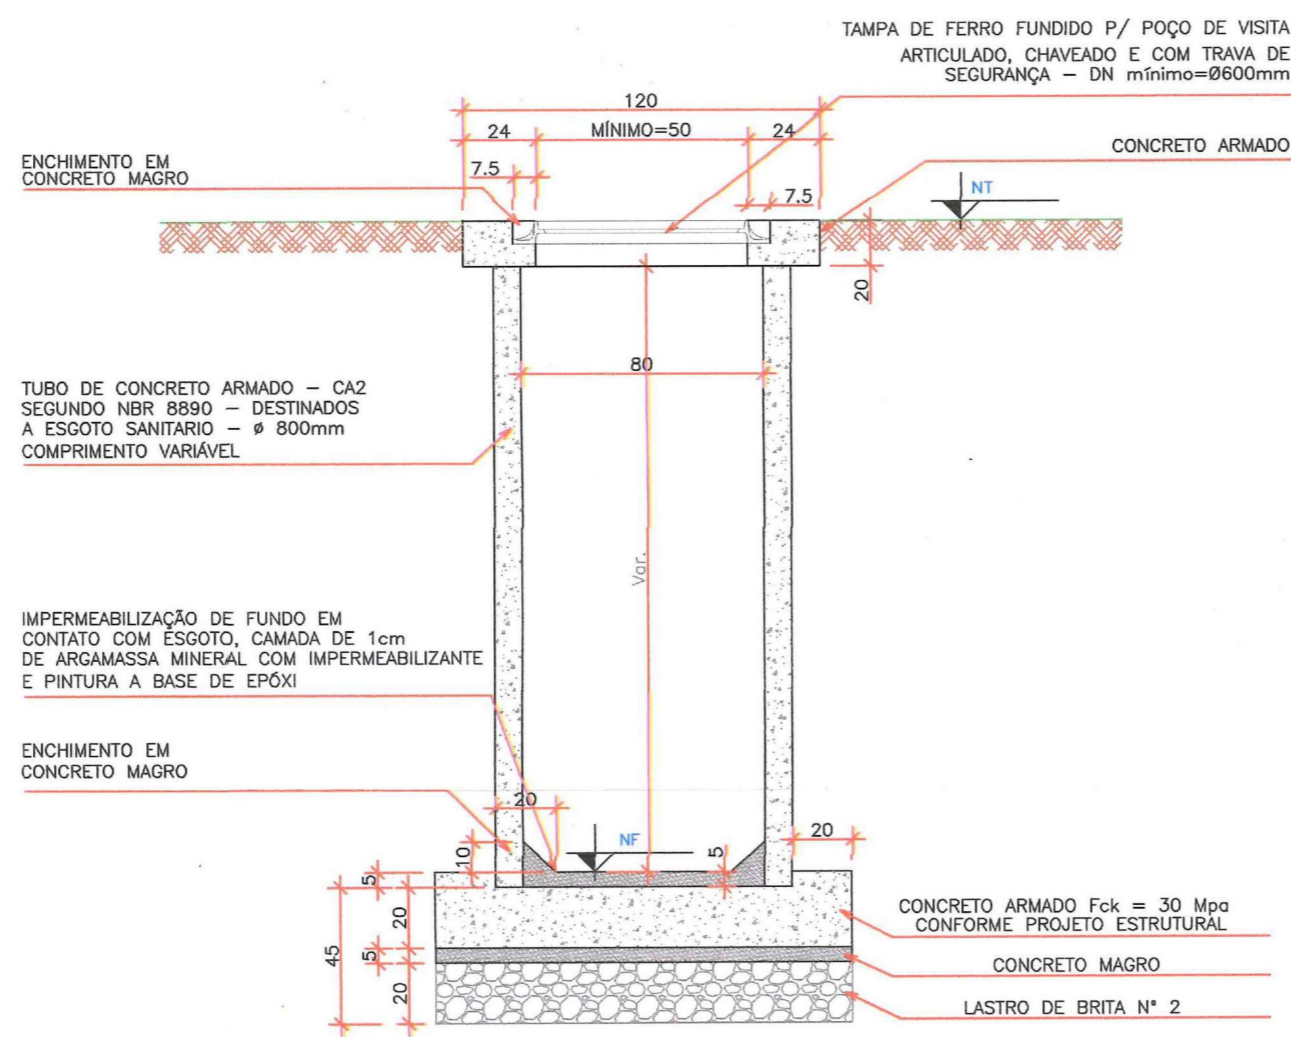 TAMPA DE FERRO FUNDIDO P/ POÇO DE VISITA
ARTICULADO, CHAVEADO E COM TRAVA DE
SEGURANÇA – DN mínimo=Ø600mm
120
24
MÍNIMO=50
24
CONCRETO ARMADO
ENCHIMENTO EM
CONCRETO MAGRO
7.5
7.5
NT
20
80
TUBO DE CONCRETO ARMADO – CA2
SEGUNDO NBR 8890 – DESTINADOS
A ESGOTO SANITARIO – ø 800mm
COMPRIMENTO VARIÁVEL
Var.
IMPERMEABILIZAÇÃO DE FUNDO EM
CONTATO COM ESGOTO, CAMADA DE 1cm
DE ARGAMASSA MINERAL COM IMPERMEABILIZANTE
E PINTURA A BASE DE EPÓXI
ENCHIMENTO EM
CONCRETO MAGRO
20
NF
20
10
5
5
20
45
5
20
CONCRETO ARMADO Fck = 30 Mpa
CONFORME PROJETO ESTRUTURAL
CONCRETO MAGRO
LASTRO DE BRITA N° 2